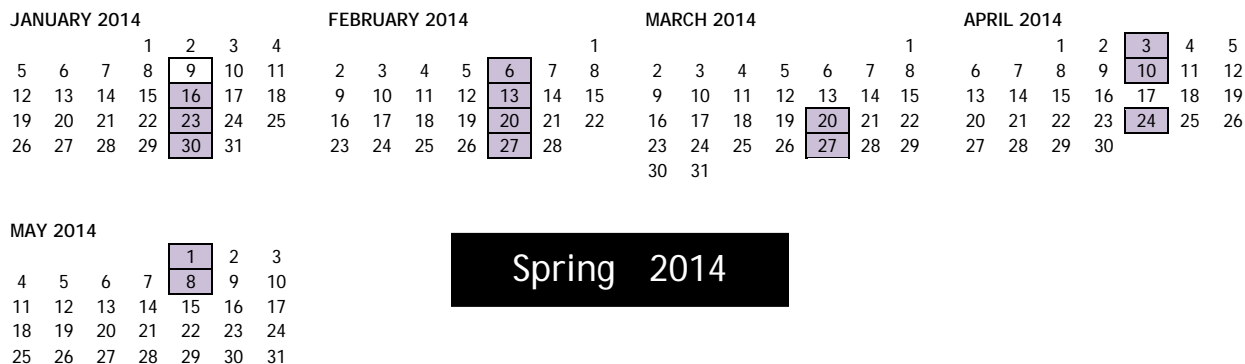 JANUARY 2014
1 2 3 4
5 6 7 8 9 10 11
12 13 14 15 16 17 18
19 20 21 22 23 24 25
26 27 28 29 30 31
FEBRUARY 2014
1
2 3 4 5 6 7 8
9 10 11 12 13 14 15
16 17 18 19 20 21 22
23 24 25 26 27 28
MARCH 2014
1
2 3 4 5 6 7 8
9 10 11 12 13 14 15
16 17 18 19 20 21 22
23 24 25 26 27 28 29
30 31
APRIL 2014
1 2 3 4 5
6 7 8 9 10 11 12
13 14 15 16 17 18 19
20 21 22 23 24 25 26
27 28 29 30
MAY 2014
1 2 3
4 5 6 7 8 9 10
11 12 13 14 15 16 17
18 19 20 21 22 23 24
25 26 27 28 29 30 31
Spring 2014